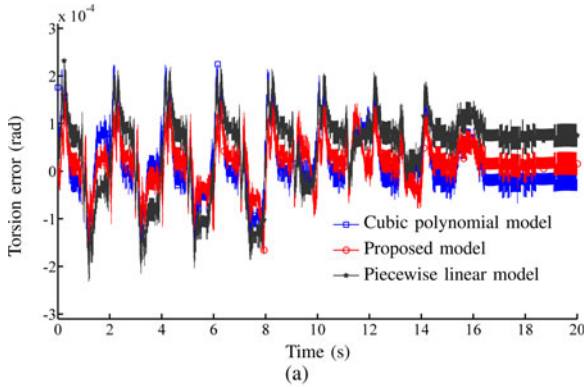 x 10⁻⁴
3
2
1
0
-1
-2
-3
Torsion error (rad)
Cubic polynomial model
Proposed model
Piecewise linear model
0 2 4 6 8 10 12 14 16 18 20
Time (s)
(a)